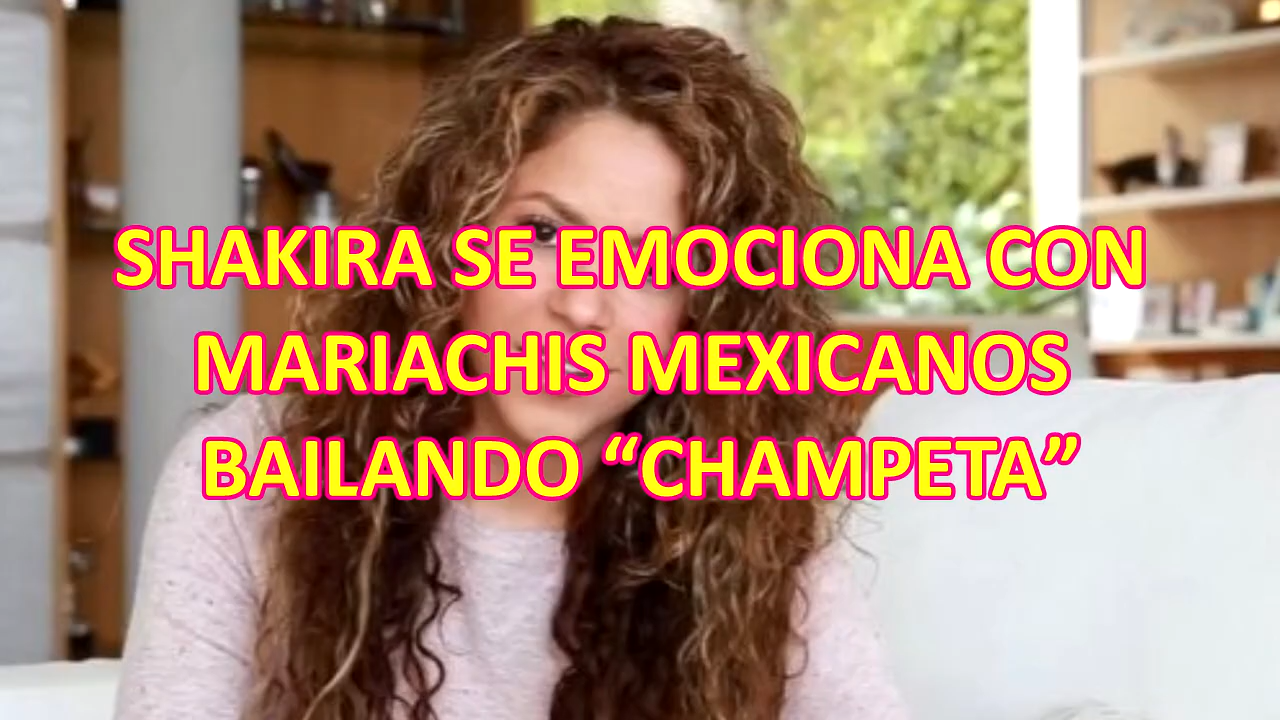 SHAKIRA SE EMOCIONA CON
MARIACHIS MEXICANOS
BAILANDO “CHAMPETA”